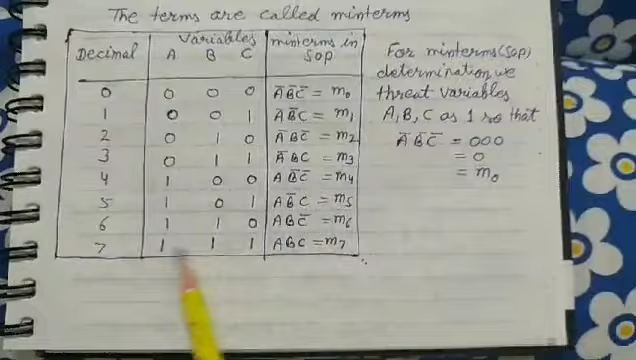 The terms are called minterms
Decimal Variables minterms in
A B C SOP
0 0 0 0 A̅B̅C̅ = m₀
1 0 0 1 A̅B̅C = m₁
2 0 1 0 A̅BC̅ = m₂
3 0 1 1 A̅BC = m₃
4 1 0 0 AB̅C̅ = m₄
5 1 0 1 AB̅C = m₅
6 1 1 0 ABC̅ = m₆
7 1 1 1 ABC = m₇
For minterms (SOP)
determination we
threat variables
A, B, C as 1 so that
A̅ B̅ C̅ = 000
= 0
= m₀